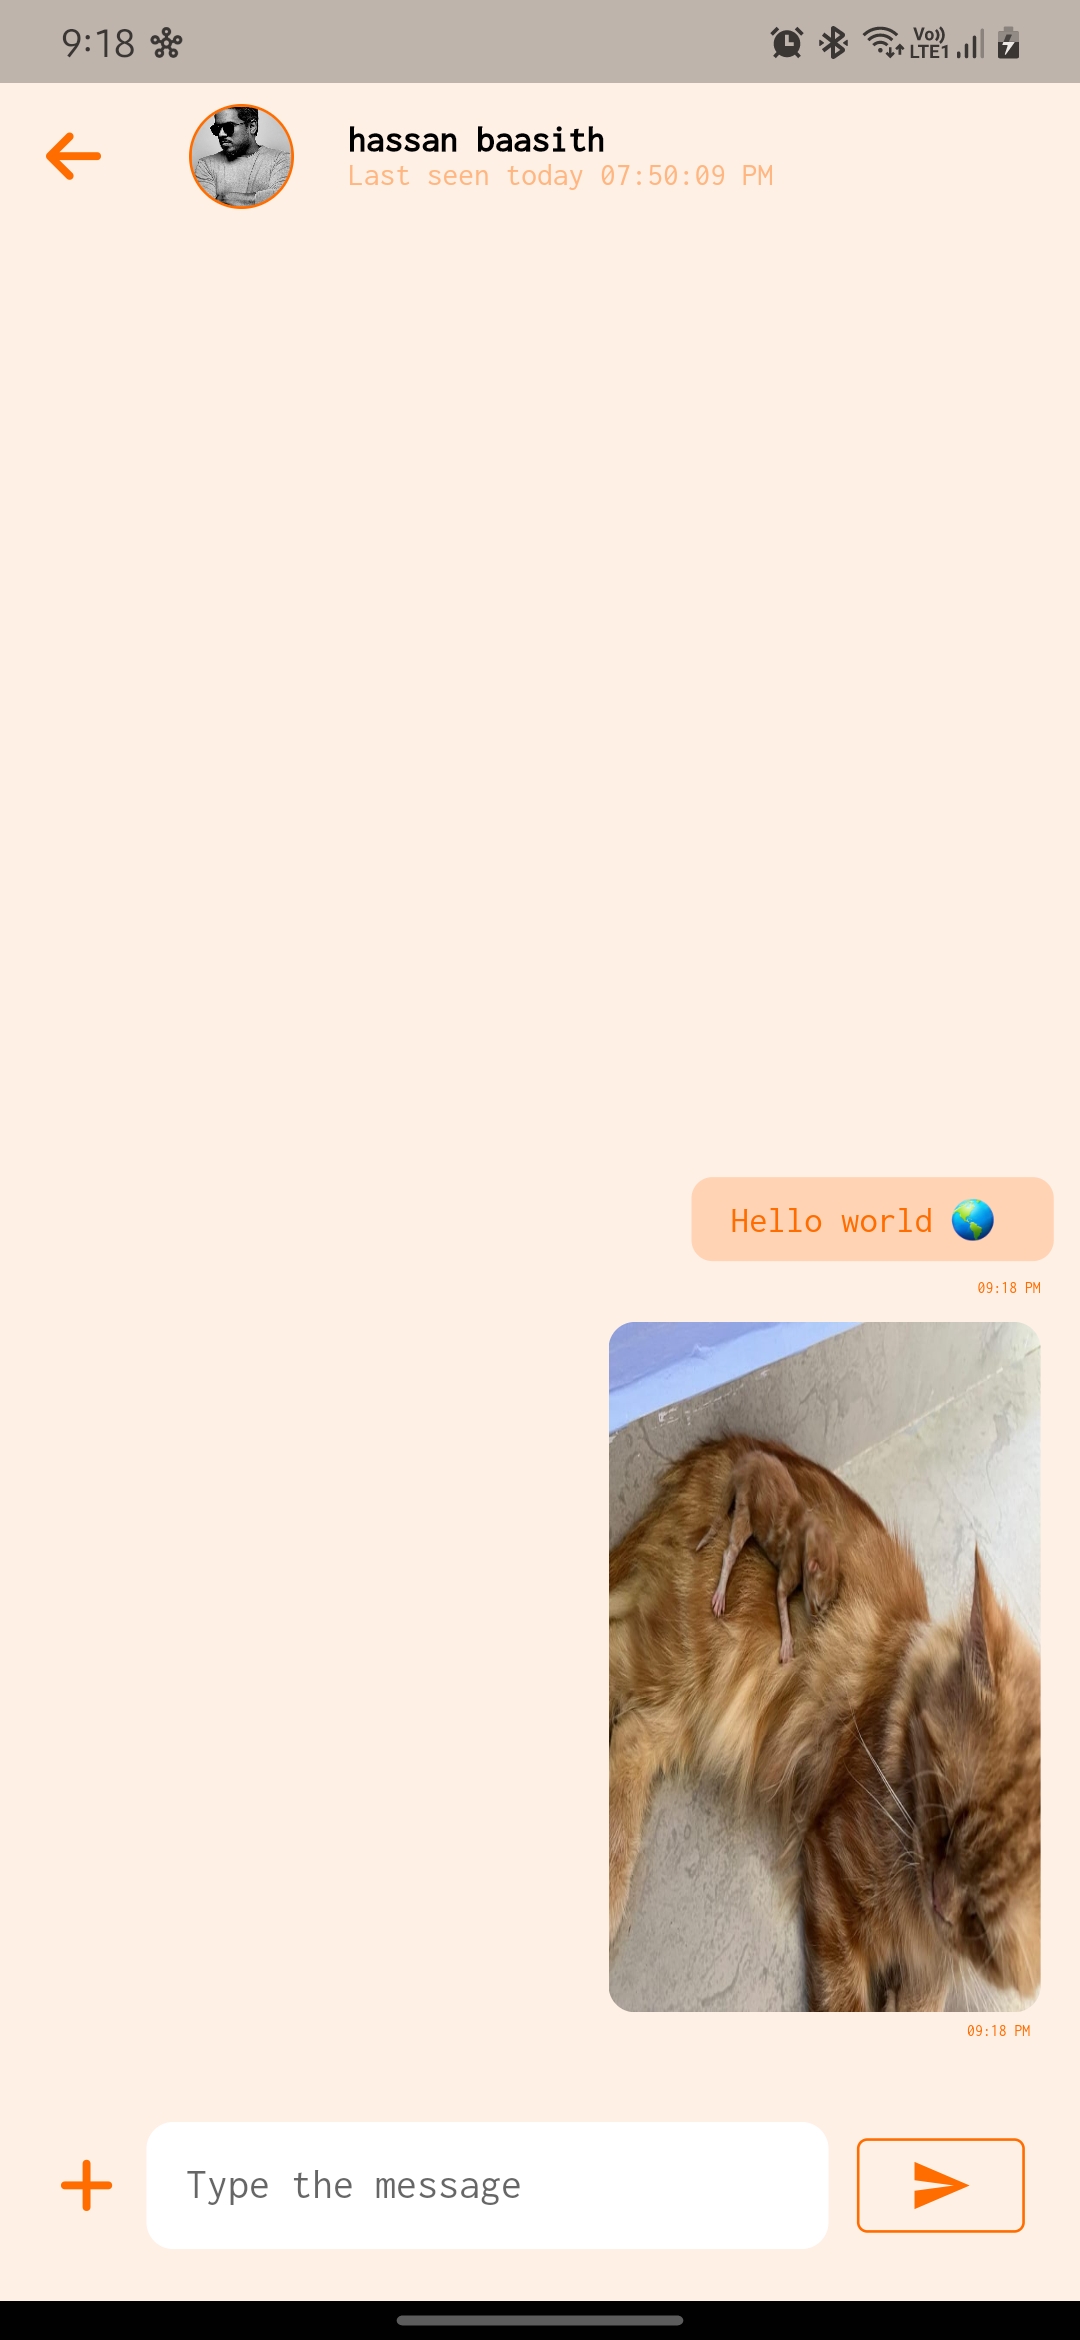 9:18
Vo)) LTE1
hassan baasith
Last seen today 07:50:09 PM
Hello world 🌎
09:18 PM
09:18 PM
Type the message